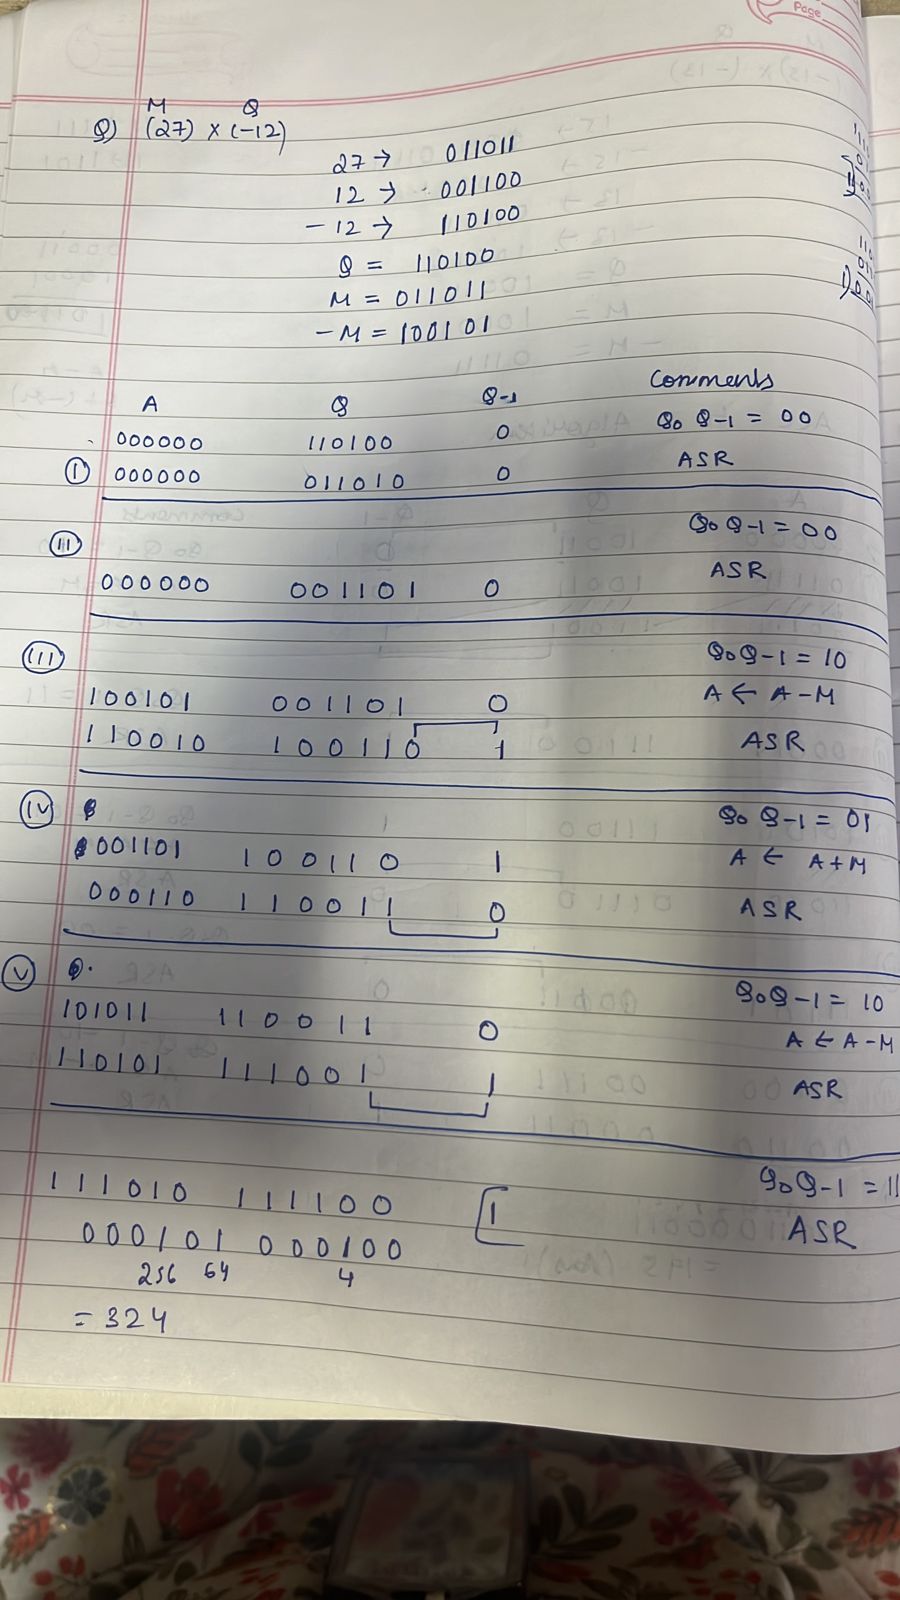 Page
M Q
Q) (27) × (-12)
27 → 011011
12 → 001100
-12 → 110100
Q = 110100
M = 011011
-M = 100101
A Q Q-1 Comments
000000 110100 0 Q0 Q-1 = 00
(I) 000000 011010 0 ASR
(II) Q0 Q-1 = 00
000000 001101 0 ASR
(III) Q0 Q-1 = 10
100101 001101 0 A ← A-M
110010 100110 1 ASR
(IV) Q0 Q-1 = 01
001101 100110 1 A ← A+M
000110 110011 0 ASR
(V) Q0 Q-1 = 10
101011 110011 0 A ← A-M
110101 111001 1 ASR
Q0 Q-1 = 11
111010 111100 1 ASR
000101 000100
256 64 4
= 324